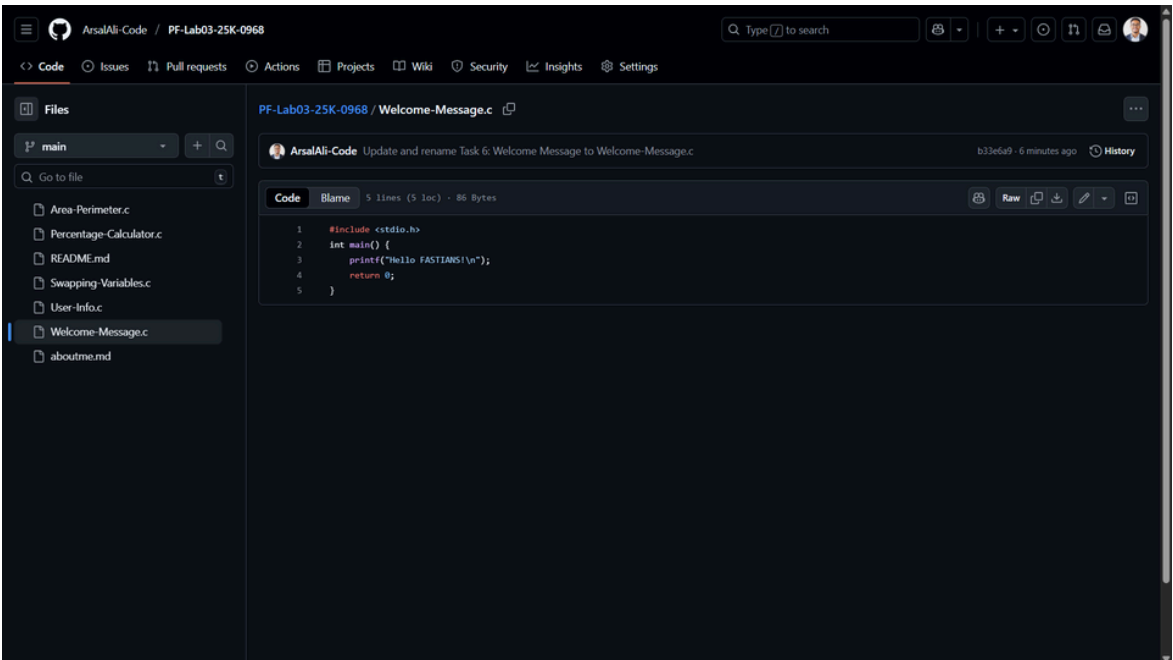 ArsalAli-Code / PF-Lab03-25K-0968
Type / to search
Code Issues Pull requests Actions Projects Wiki Security Insights Settings
Files
main
Go to file
t
Area-Perimeter.c
Percentage-Calculator.c
README.md
Swapping-Variables.c
User-Info.c
Welcome-Message.c
aboutme.md
PF-Lab03-25K-0968 / Welcome-Message.c
ArsalAli-Code Update and rename Task 6: Welcome Message to Welcome-Message.c
b33e6a9 · 6 minutes ago History
Code Blame 5 lines (5 loc) · 86 Bytes
Raw
1 #include <stdio.h>
2 int main() {
3 printf("Hello FASTIANS!\n");
4 return 0;
5 }